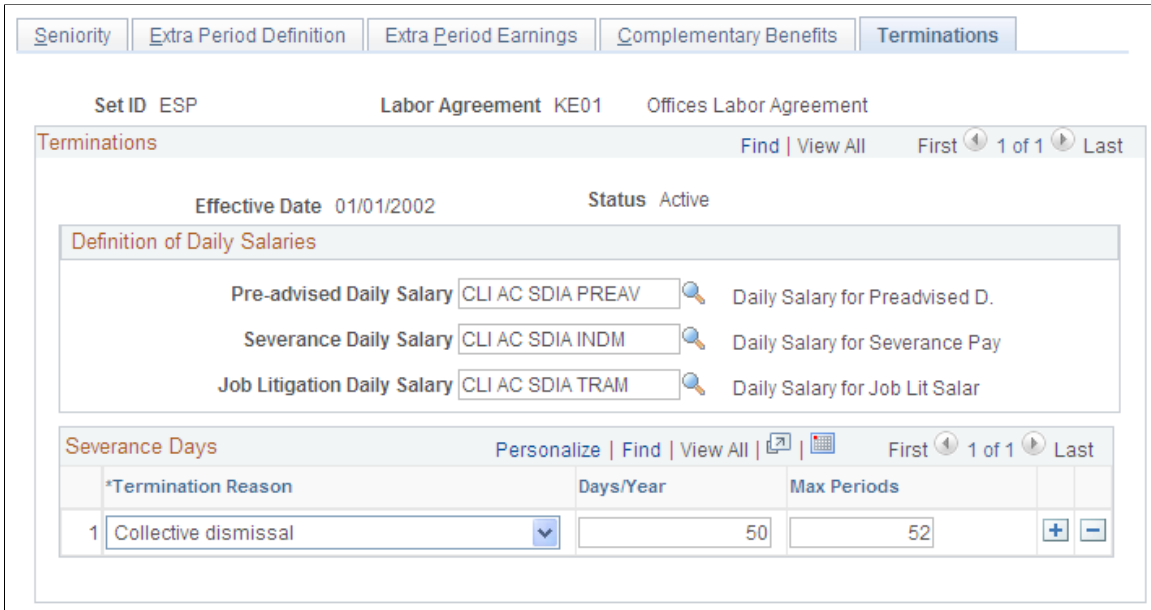 Seniority Extra Period Definition Extra Period Earnings Complementary Benefits Terminations
Set ID ESP Labor Agreement KE01 Offices Labor Agreement
Terminations Find | View All First 1 of 1 Last
Effective Date 01/01/2002 Status Active
Definition of Daily Salaries
Pre-advised Daily Salary CLI AC SDIA PREAV Daily Salary for Preadvised D.
Severance Daily Salary CLI AC SDIA INDM Daily Salary for Severance Pay
Job Litigation Daily Salary CLI AC SDIA TRAM Daily Salary for Job Lit Salar
Severance Days Personalize | Find | View All | | First 1 of 1 Last
*Termination Reason Days/Year Max Periods
1 Collective dismissal 50 52 + −